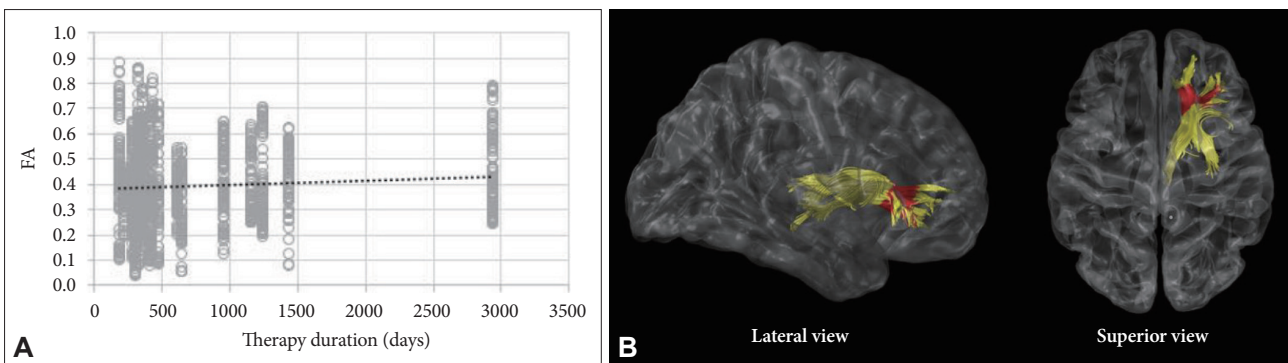 1.0
0.9
0.8
0.7
0.6
0.5
0.4
0.3
0.2
0.1
0.0
FA
0 500 1000 1500 2000 2500 3000 3500
Therapy duration (days)
A
Lateral view
Superior view
B